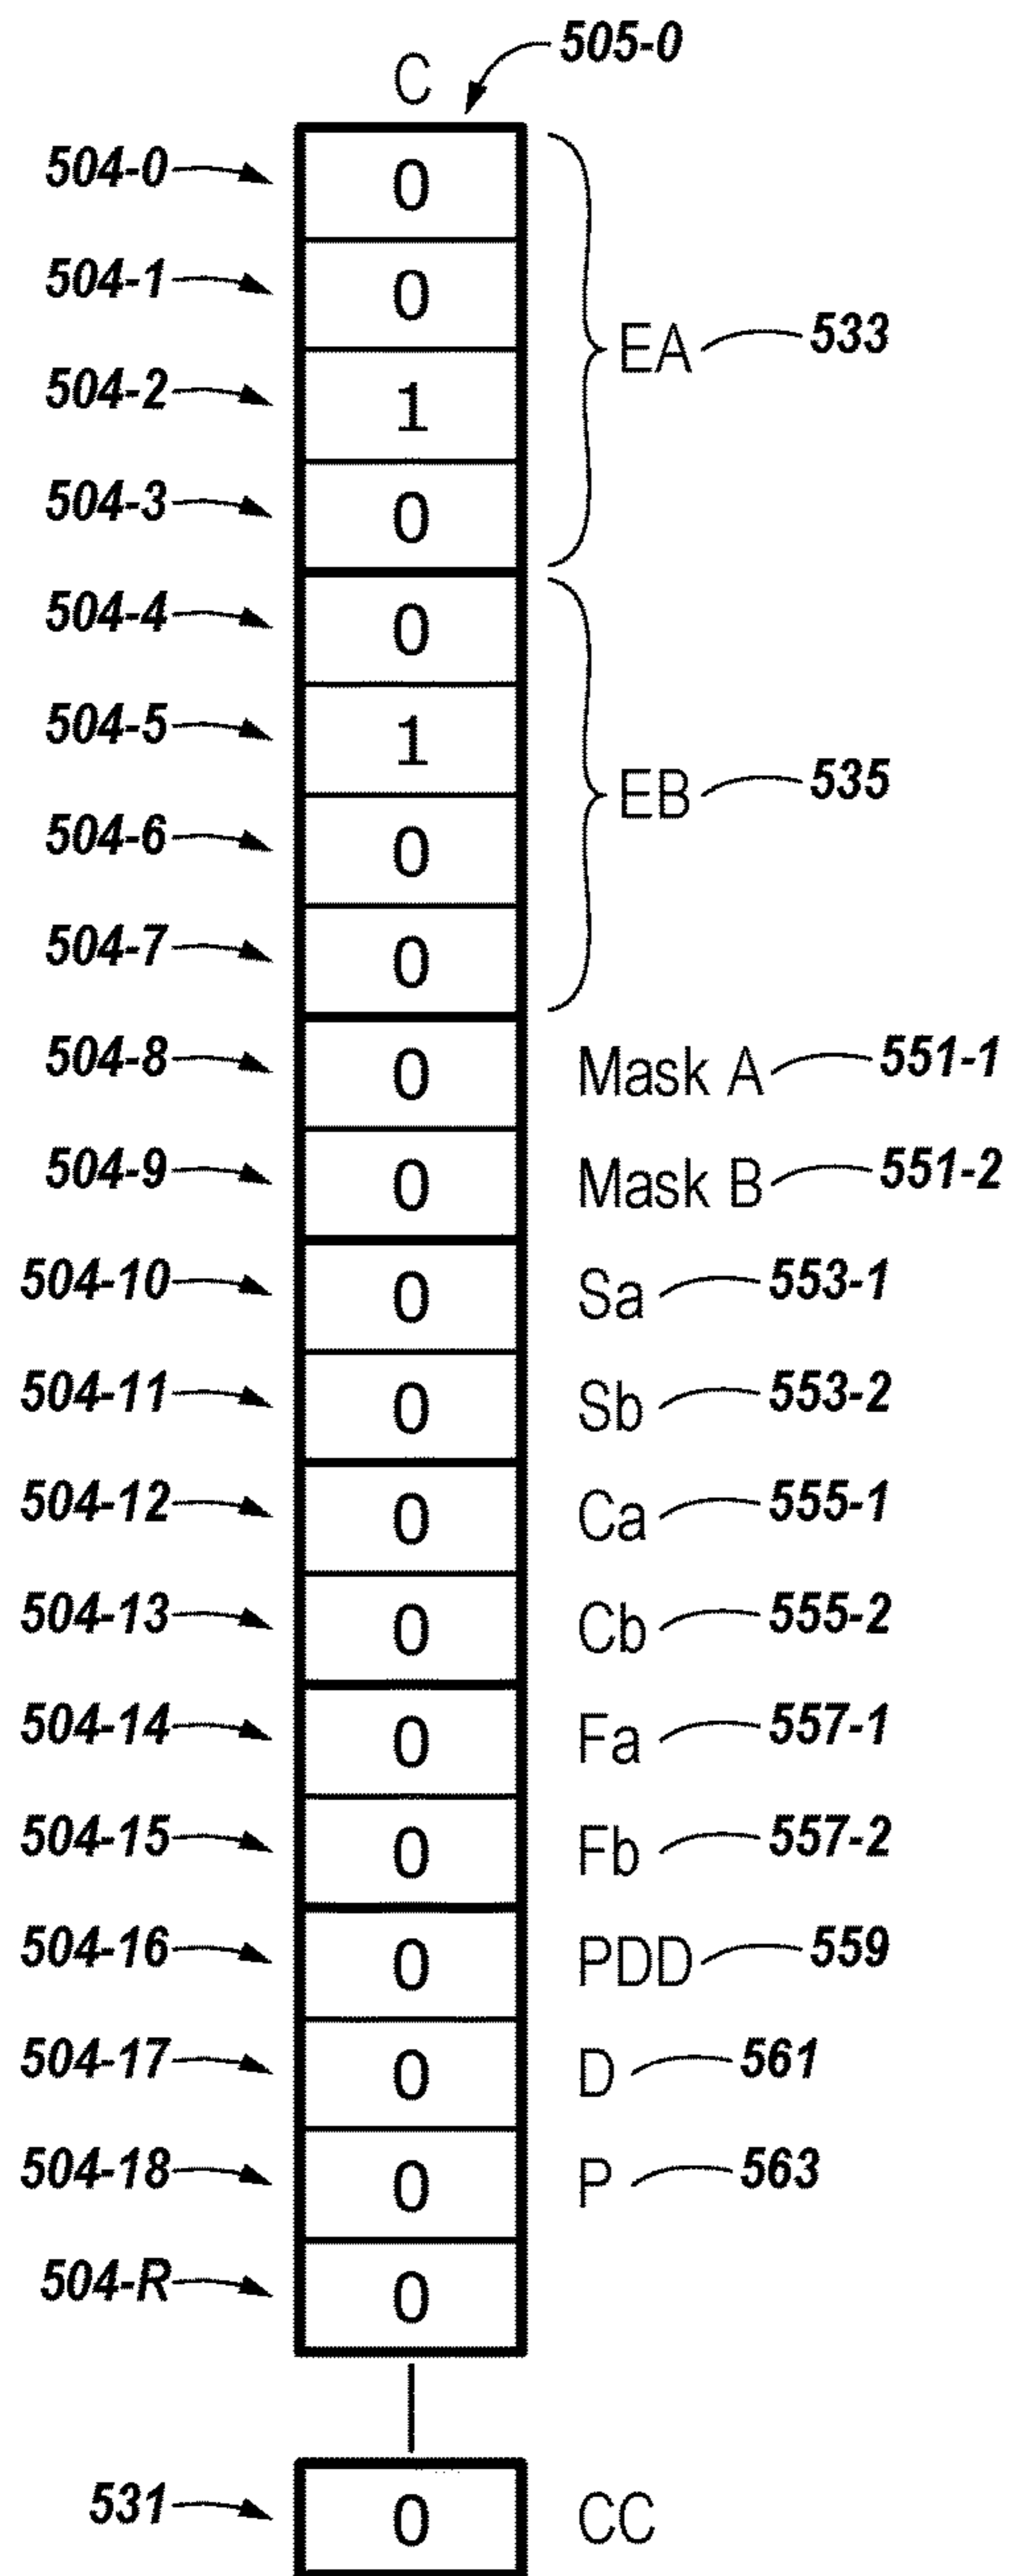 C 505-0
504-0 0
504-1 0
EA 533
504-2 1
504-3 0
504-4 0
504-5 1
EB 535
504-6 0
504-7 0
504-8 0 Mask A 551-1
504-9 0 Mask B 551-2
504-10 0 Sa 553-1
504-11 0 Sb 553-2
504-12 0 Ca 555-1
504-13 0 Cb 555-2
504-14 0 Fa 557-1
504-15 0 Fb 557-2
504-16 0 PDD 559
504-17 0 D 561
504-18 0 P 563
504-R 0
531 0 CC